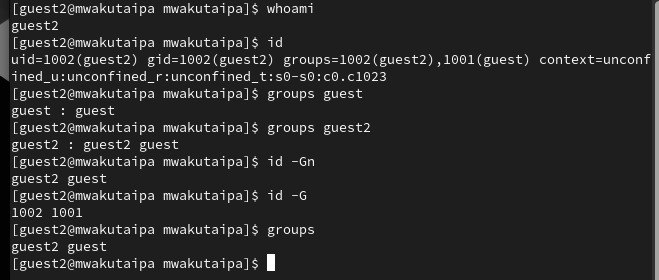 [guest2@mwakutaipa mwakutaipa]$ whoami
guest2
[guest2@mwakutaipa mwakutaipa]$ id
uid=1002(guest2) gid=1002(guest2) groups=1002(guest2),1001(guest) context=unconf
ined_u:unconfined_r:unconfined_t:s0-s0:c0.c1023
[guest2@mwakutaipa mwakutaipa]$ groups guest
guest : guest
[guest2@mwakutaipa mwakutaipa]$ groups guest2
guest2 : guest2 guest
[guest2@mwakutaipa mwakutaipa]$ id -Gn
guest2 guest
[guest2@mwakutaipa mwakutaipa]$ id -G
1002 1001
[guest2@mwakutaipa mwakutaipa]$ groups
guest2 guest
[guest2@mwakutaipa mwakutaipa]$